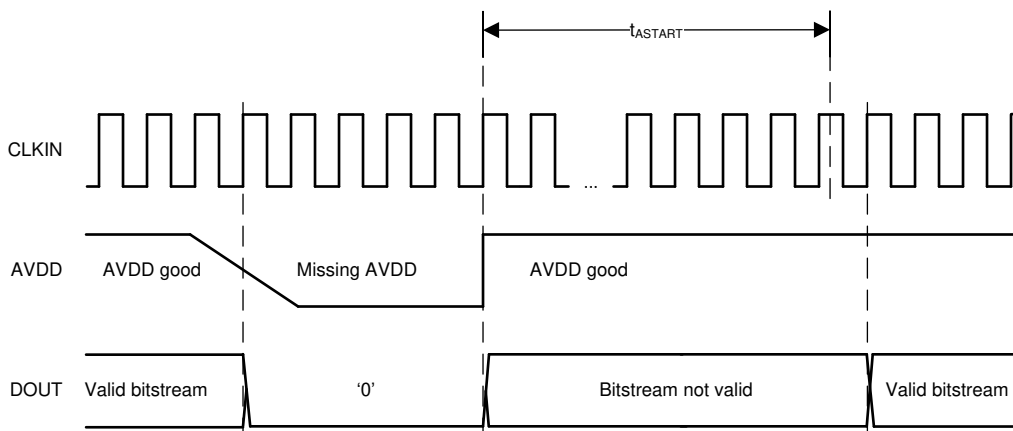 tASTART
CLKIN
...
AVDD
AVDD good
Missing AVDD
AVDD good
DOUT
Valid bitstream
‘0’
Bitstream not valid
Valid bitstream